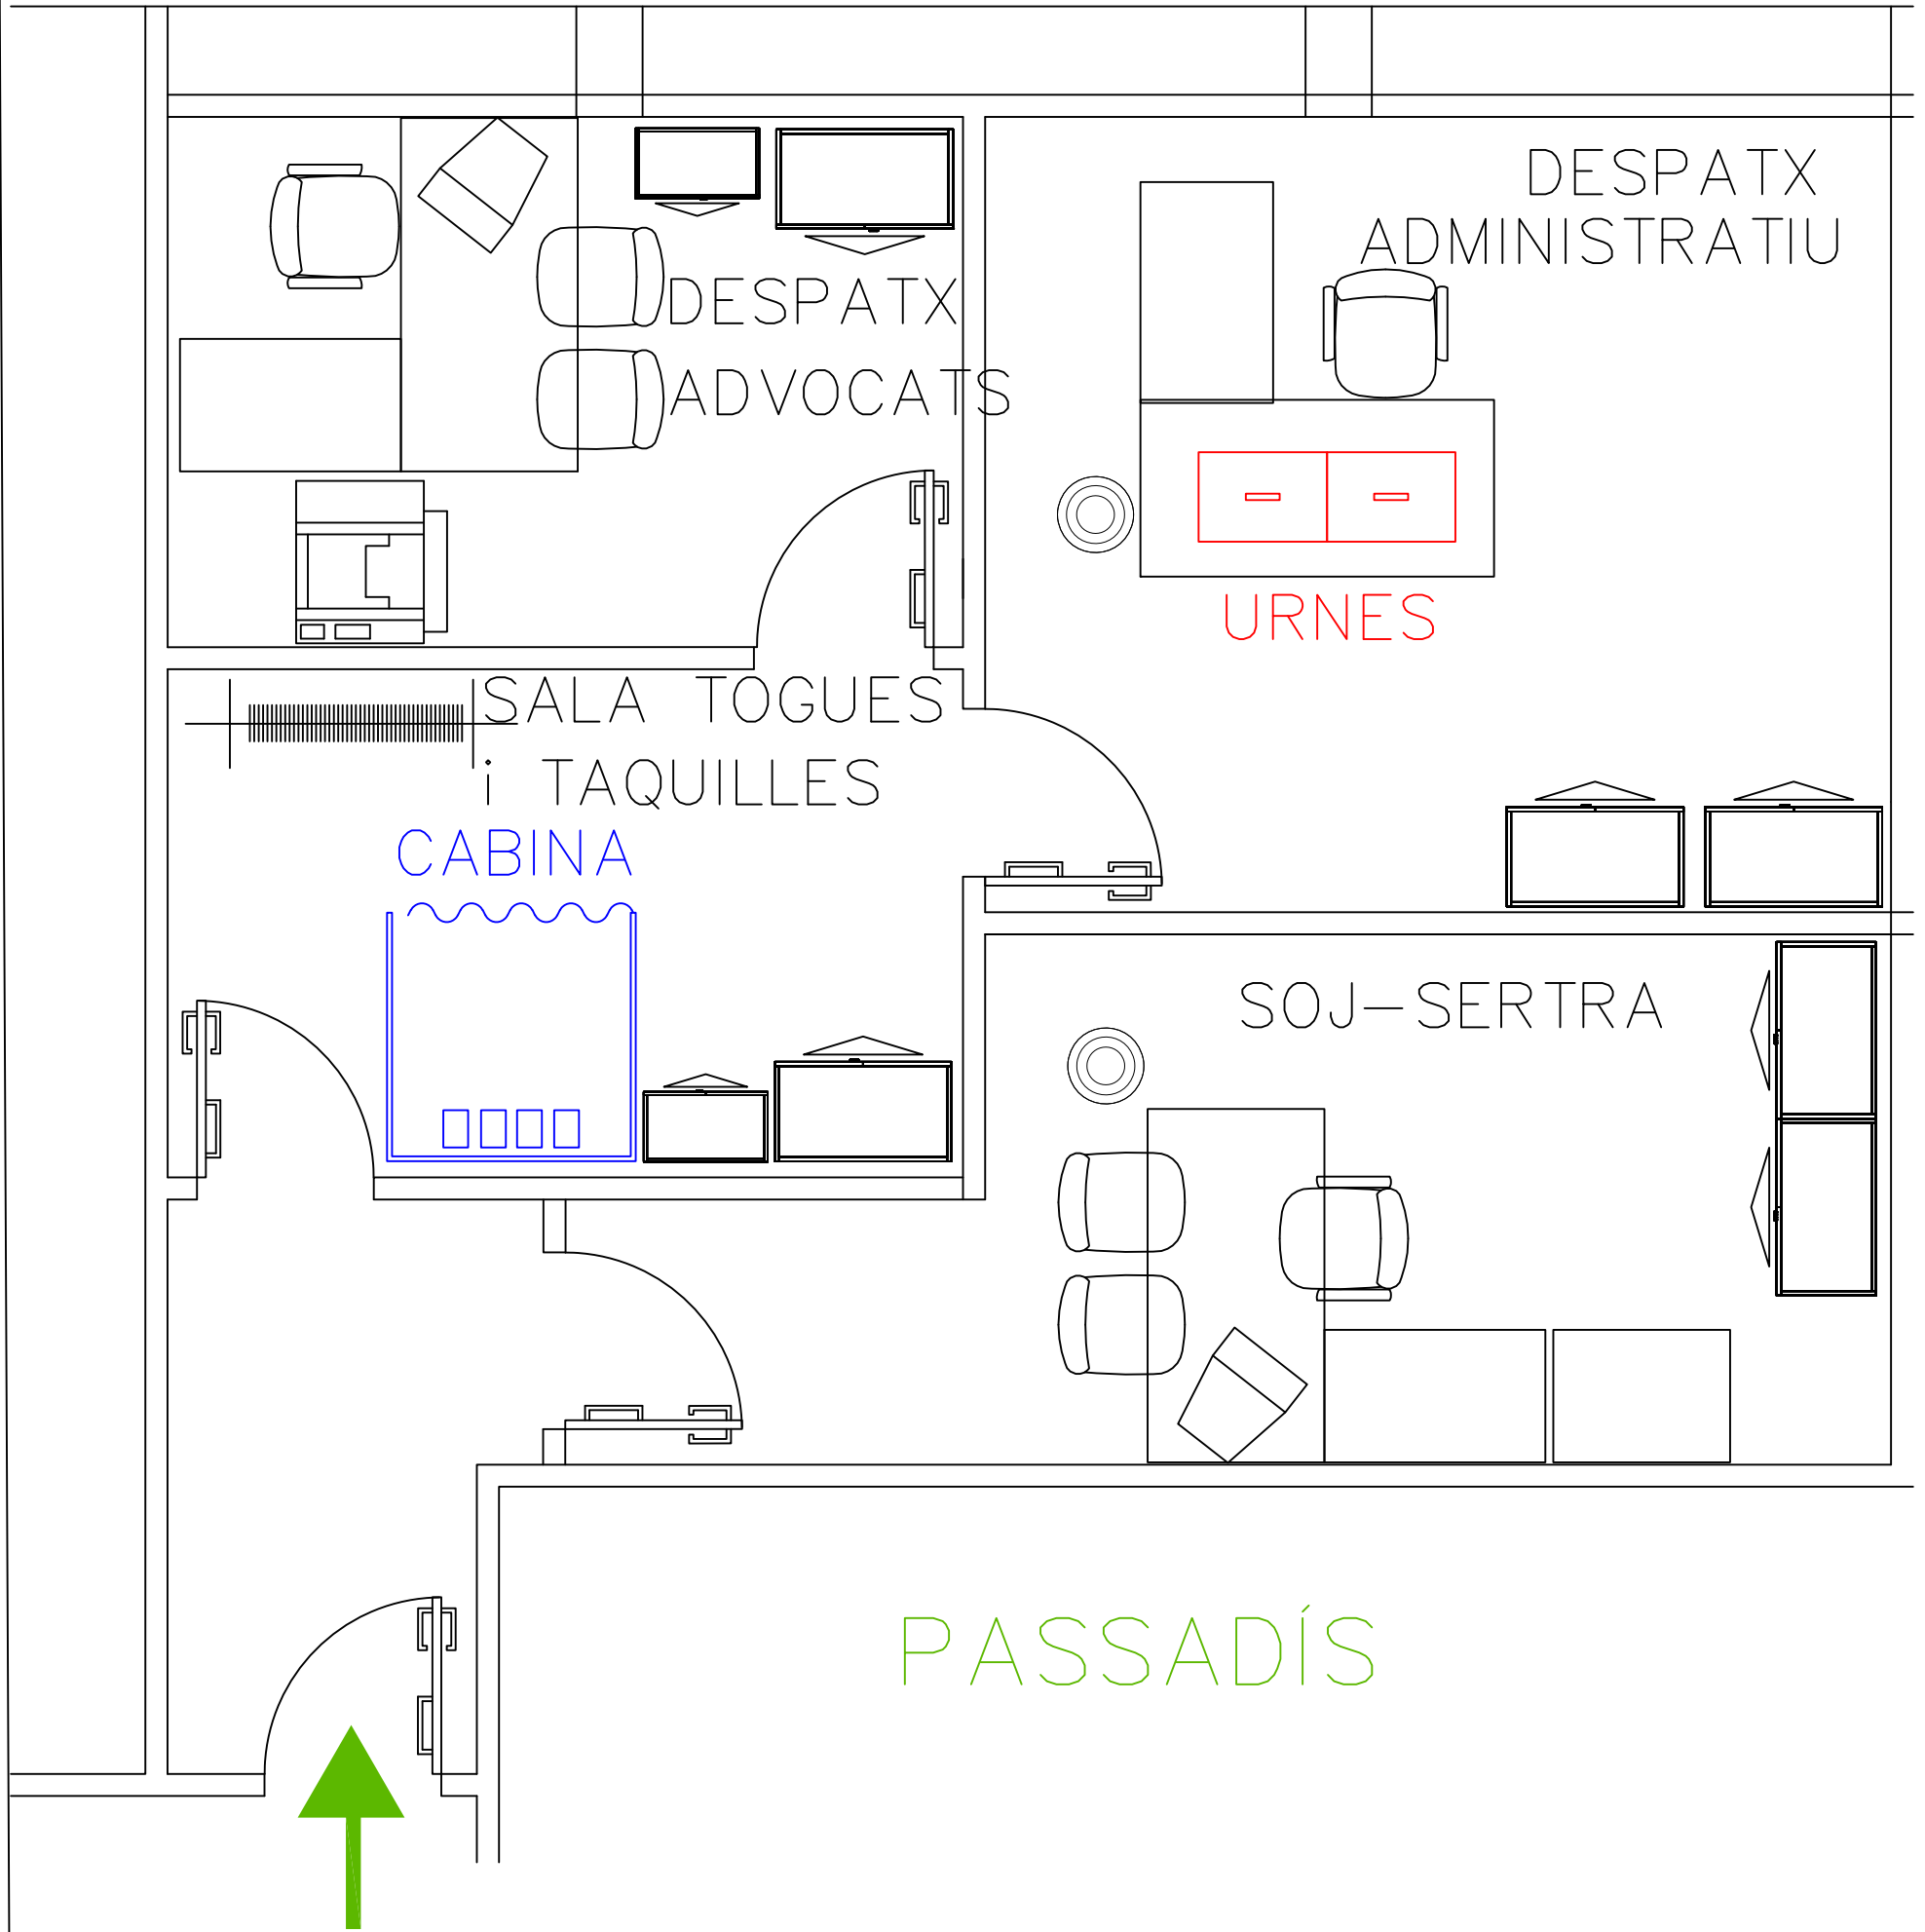 DESPATX
ADMINISTRATIU
DESPATX
ADVOCATS
URNES
SALA TOGUES
i TAQUILLES
CABINA
SOJ-SERTRA
PASSADÍS